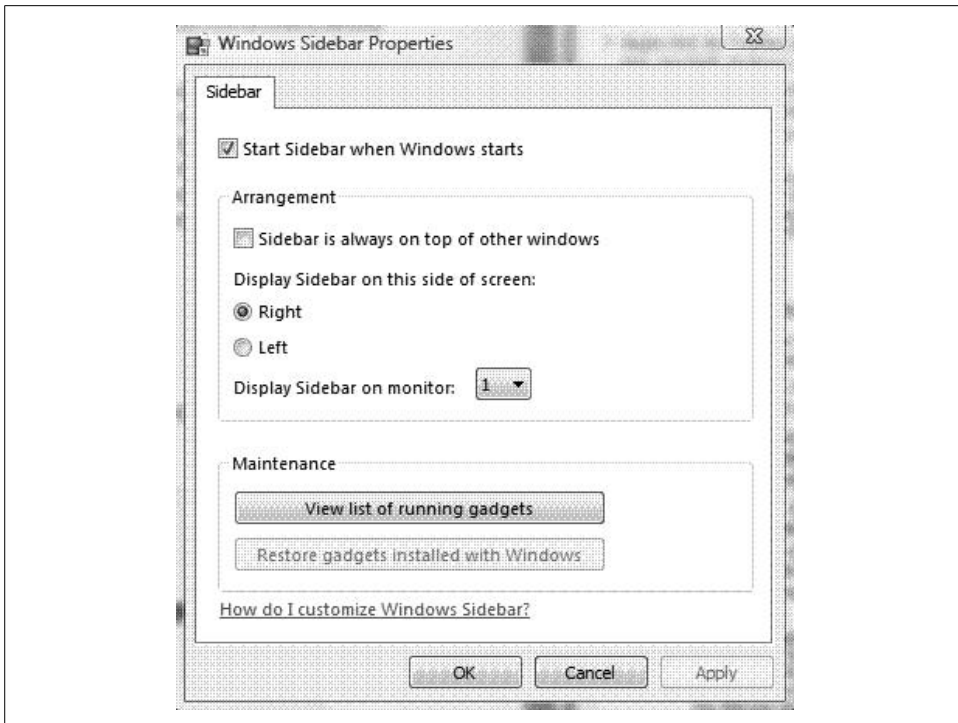 Windows Sidebar Properties
Sidebar
Start Sidebar when Windows starts
Arrangement
Sidebar is always on top of other windows
Display Sidebar on this side of screen:
Right
Left
Display Sidebar on monitor: 1
Maintenance
View list of running gadgets
Restore gadgets installed with Windows
How do I customize Windows Sidebar?
OK Cancel Apply